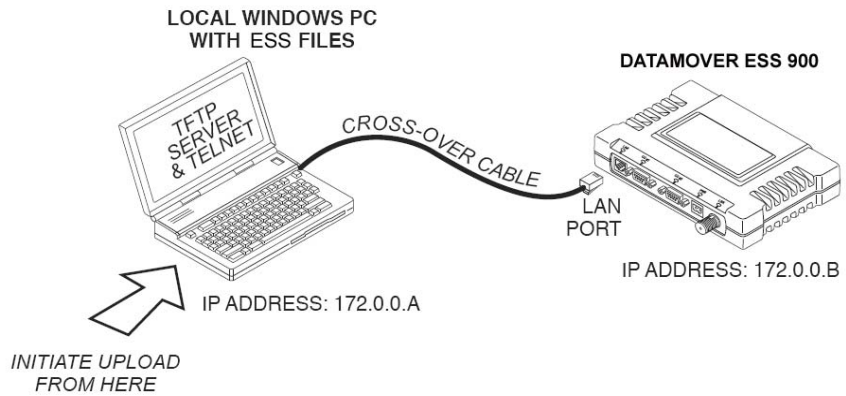 LOCAL WINDOWS PC
WITH ESS FILES
DATAMOVER ESS 900
TFTP
SERVER
& TELNET
CROSS-OVER CABLE
LAN
PORT
IP ADDRESS: 172.0.0.B
IP ADDRESS: 172.0.0.A
INITIATE UPLOAD
FROM HERE